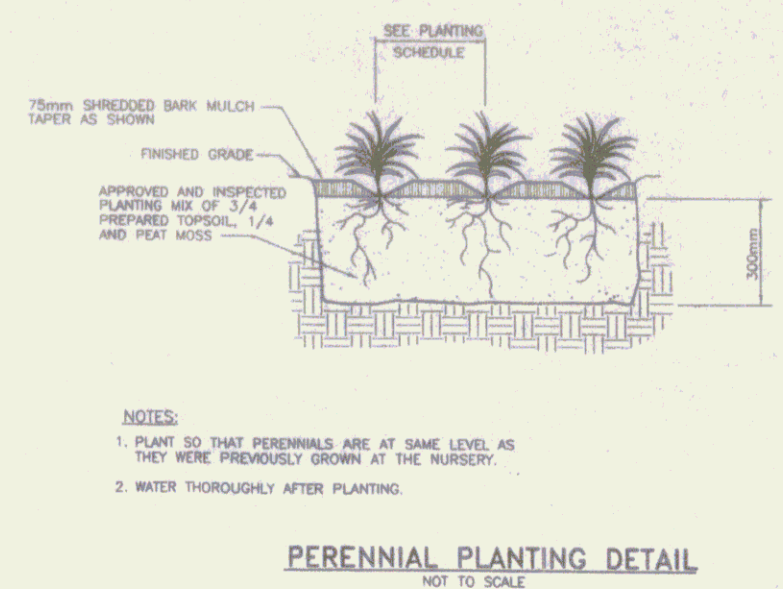 SEE PLANTING
SCHEDULE
75mm SHREDDED BARK MULCH
TAPER AS SHOWN
FINISHED GRADE
APPROVED AND INSPECTED
PLANTING MIX OF 3/4
PREPARED TOPSOIL, 1/4
AND PEAT MOSS
300mm
NOTES:
1. PLANT SO THAT PERENNIALS ARE AT SAME LEVEL AS
THEY WERE PREVIOUSLY GROWN AT THE NURSERY.
2. WATER THOROUGHLY AFTER PLANTING.
PERENNIAL PLANTING DETAIL
NOT TO SCALE